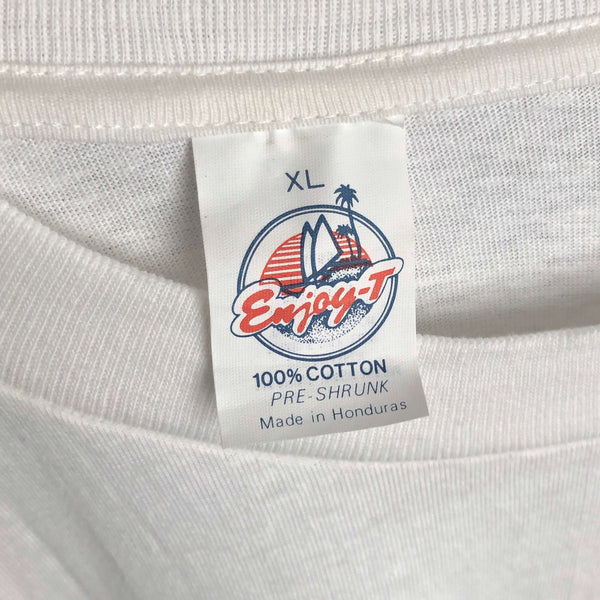 XL
Enjoy-T
100% COTTON
PRE-SHRUNK
Made in Honduras